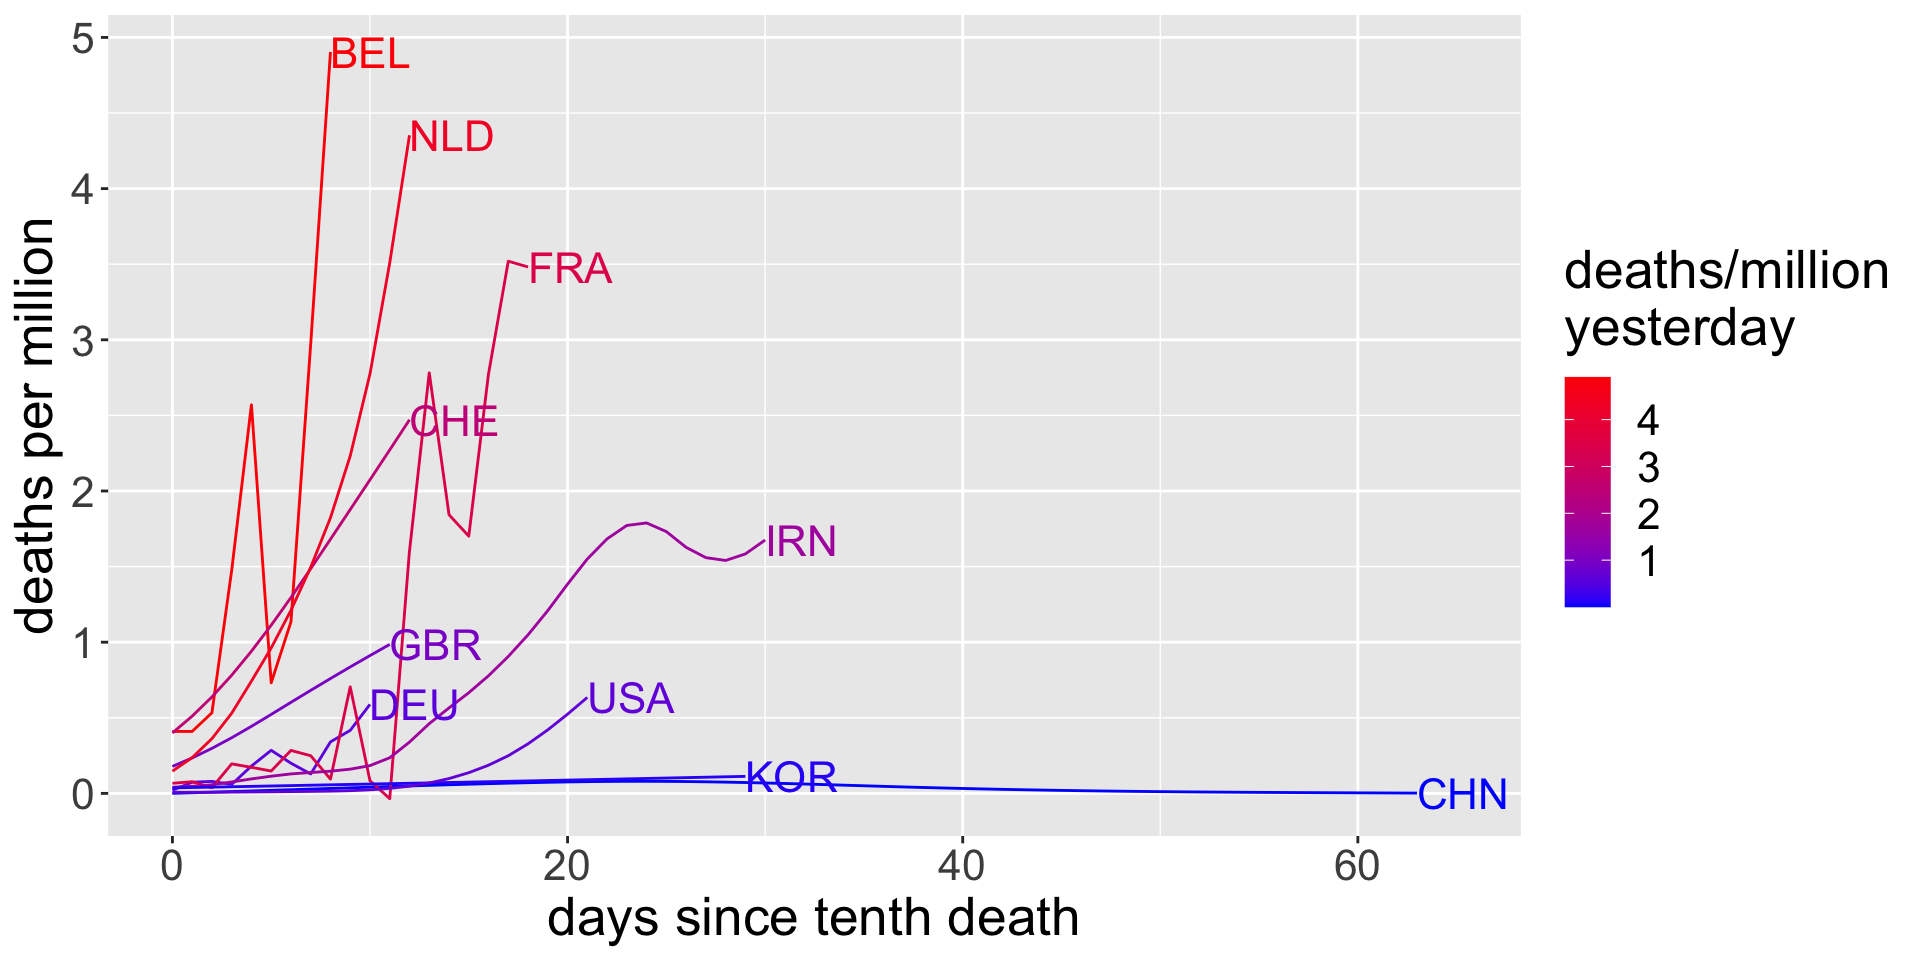 5
4
3
2
1
0
deaths per million
BEL
NLD
FRA
CHE
IRN
GBR
DEU
USA
KOR
CHN
0 20 40 60
days since tenth death
deaths/million
yesterday
4
3
2
1